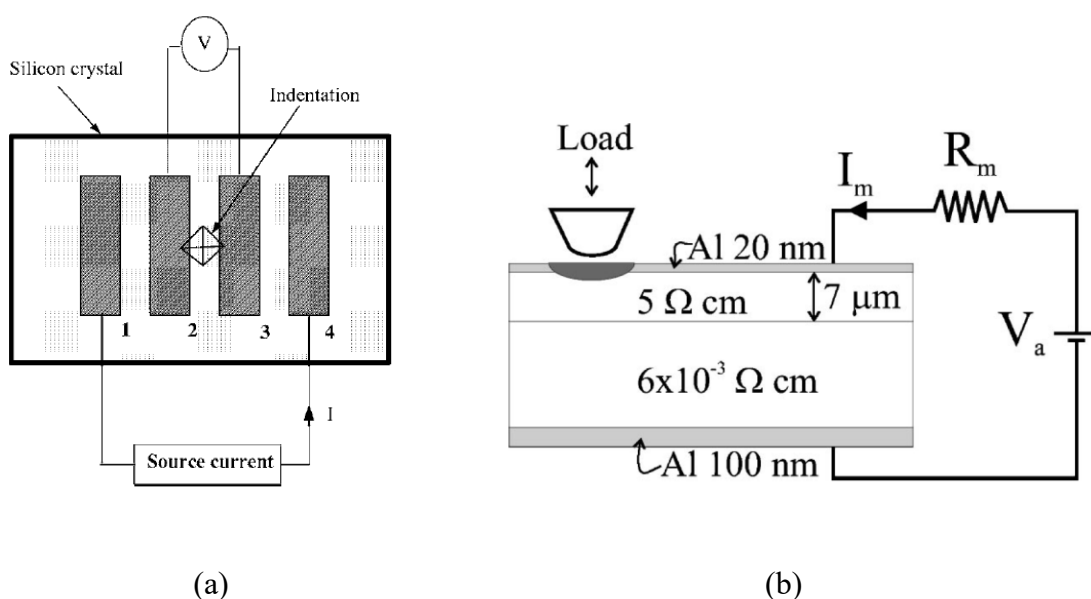 V
Silicon crystal
Indentation
1 2 3 4
I
Source current
(a)
Load
I_m
R_m
Al 20 nm
5 Ω cm
7 μm
V_a
6x10⁻³ Ω cm
Al 100 nm
(b)